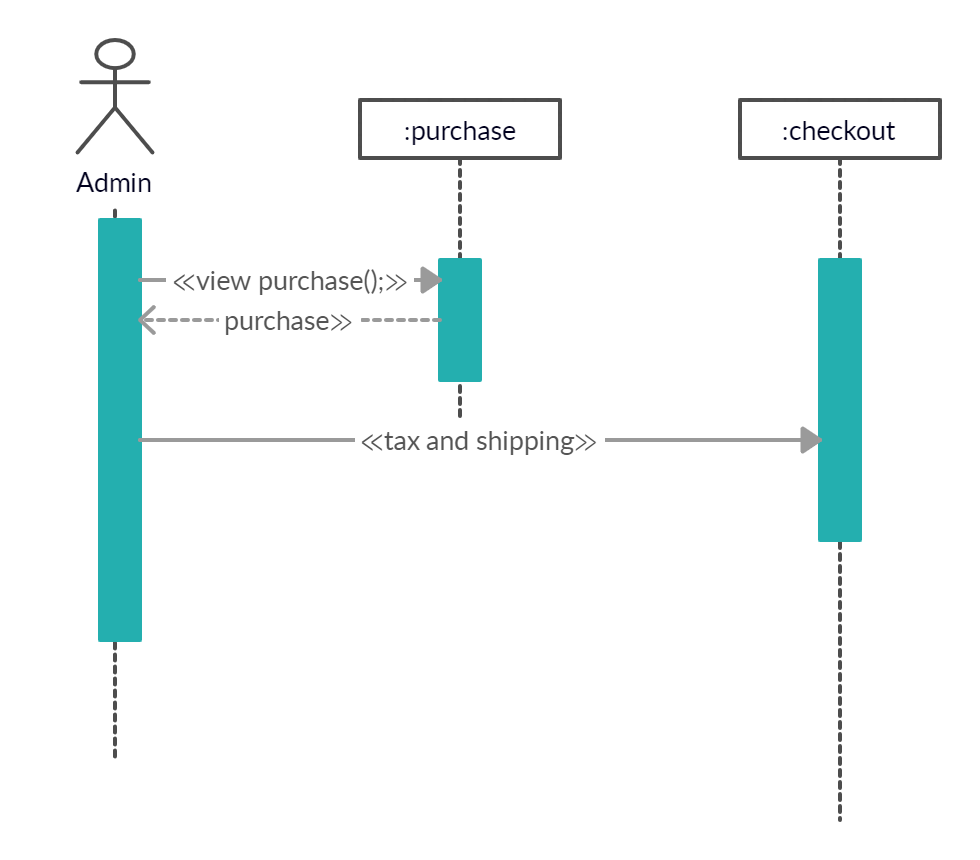 :purchase
:checkout
Admin
≪view purchase();≫
purchase≫
≪tax and shipping≫